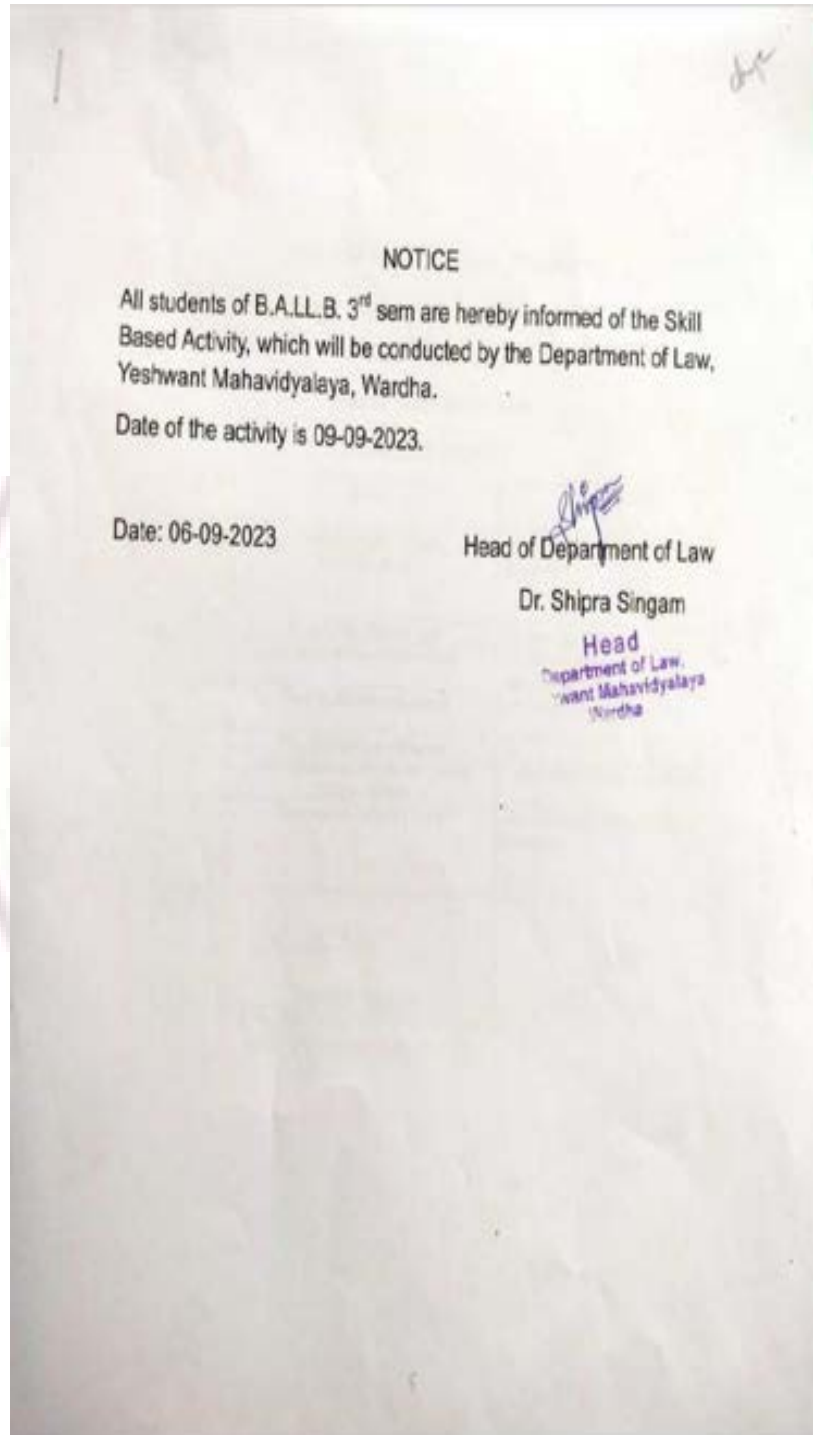 NOTICE
All students of B.A.LL.B. 3rd sem are hereby informed of the Skill
Based Activity, which will be conducted by the Department of Law,
Yeshwant Mahavidyalaya, Wardha.
Date of the activity is 09-09-2023.
Date: 06-09-2023
Head of Department of Law
Dr. Shipra Singam
Head
Department of Law,
want Mahavidyalaya
Wardha